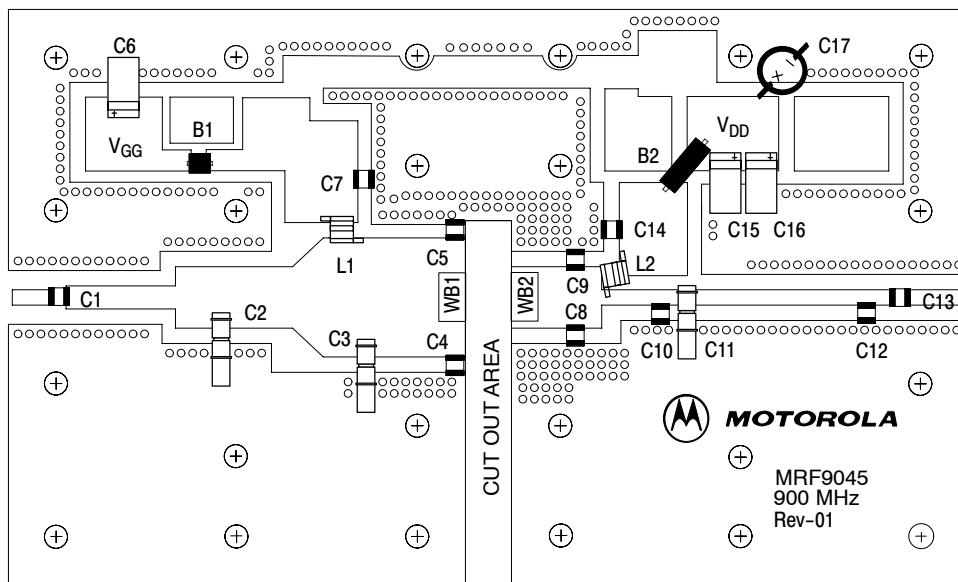 C6
C17
B1
VGG
VDD
B2
C7
C14
C15
C16
C5
L1
L2
C9
WB1
WB2
C1
C2
C3
C4
C8
C10
C11
C12
C13
CUT OUT AREA
MOTOROLA
MRF9045
900 MHz
Rev-01